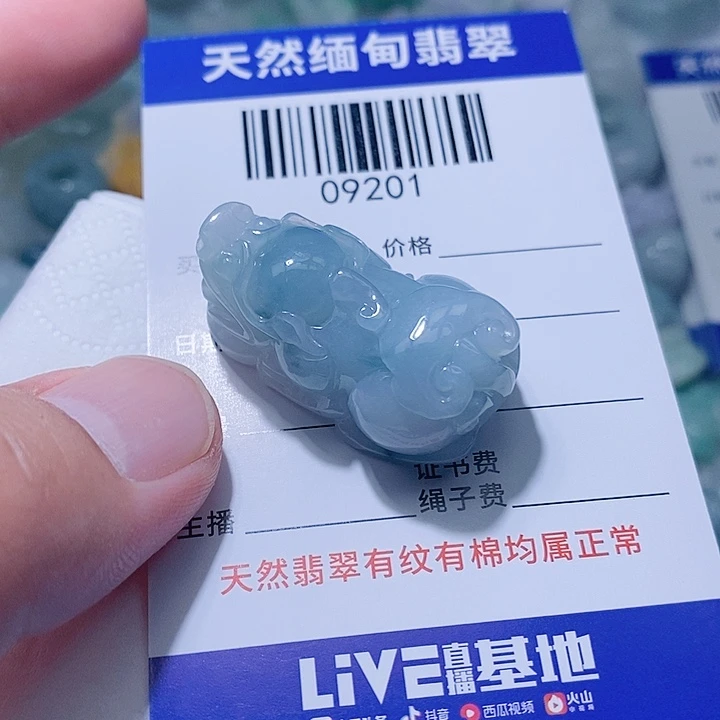 天然缅甸翡翠
09201
价格
日期
证书费
绳子费
主播
天然翡翠有纹有棉均属正常
LiVE直播基地
抖音 西瓜视频 火山